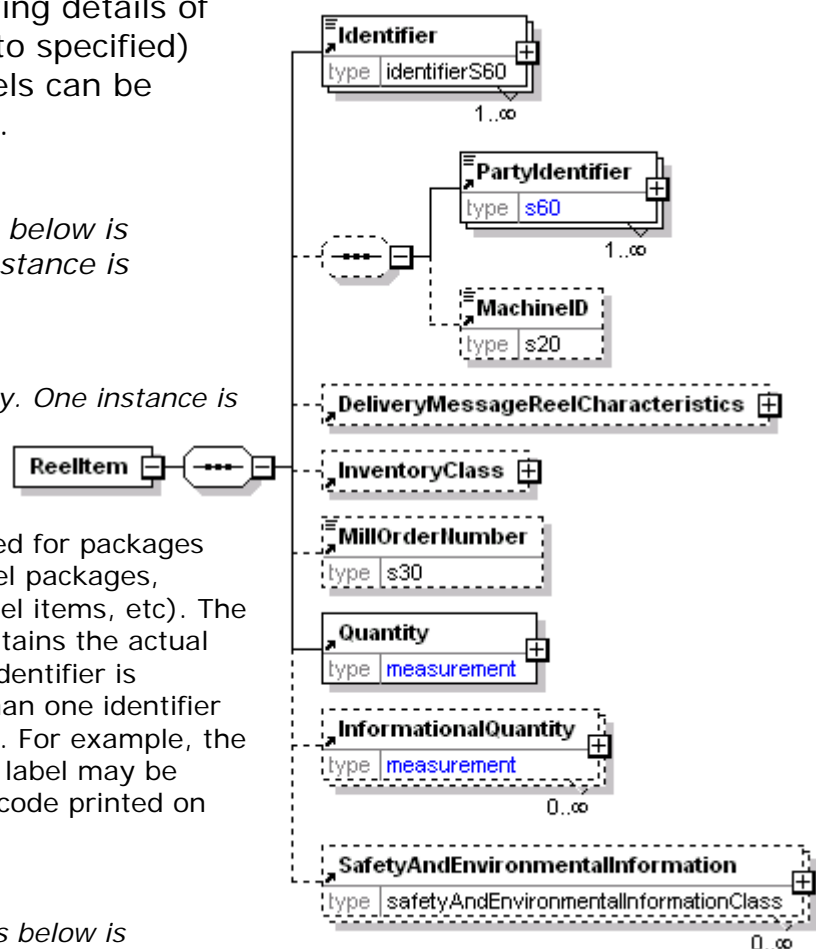 ing details of
to specified)
els can be
.
below is
stance is
y. One instance is
ed for packages
el packages,
el items, etc). The
tains the actual
dentifier is
an one identifier
. For example, the
label may be
code printed on
s below is
ReelItem
Identifier
type identifierS60
1..∞
PartyIdentifier
type s60
1..∞
MachineID
type s20
DeliveryMessageReelCharacteristics
InventoryClass
MillOrderNumber
type s30
Quantity
type measurement
InformationalQuantity
type measurement
0..∞
SafetyAndEnvironmentalInformation
type safetyAndEnvironmentalInformationClass
0..∞